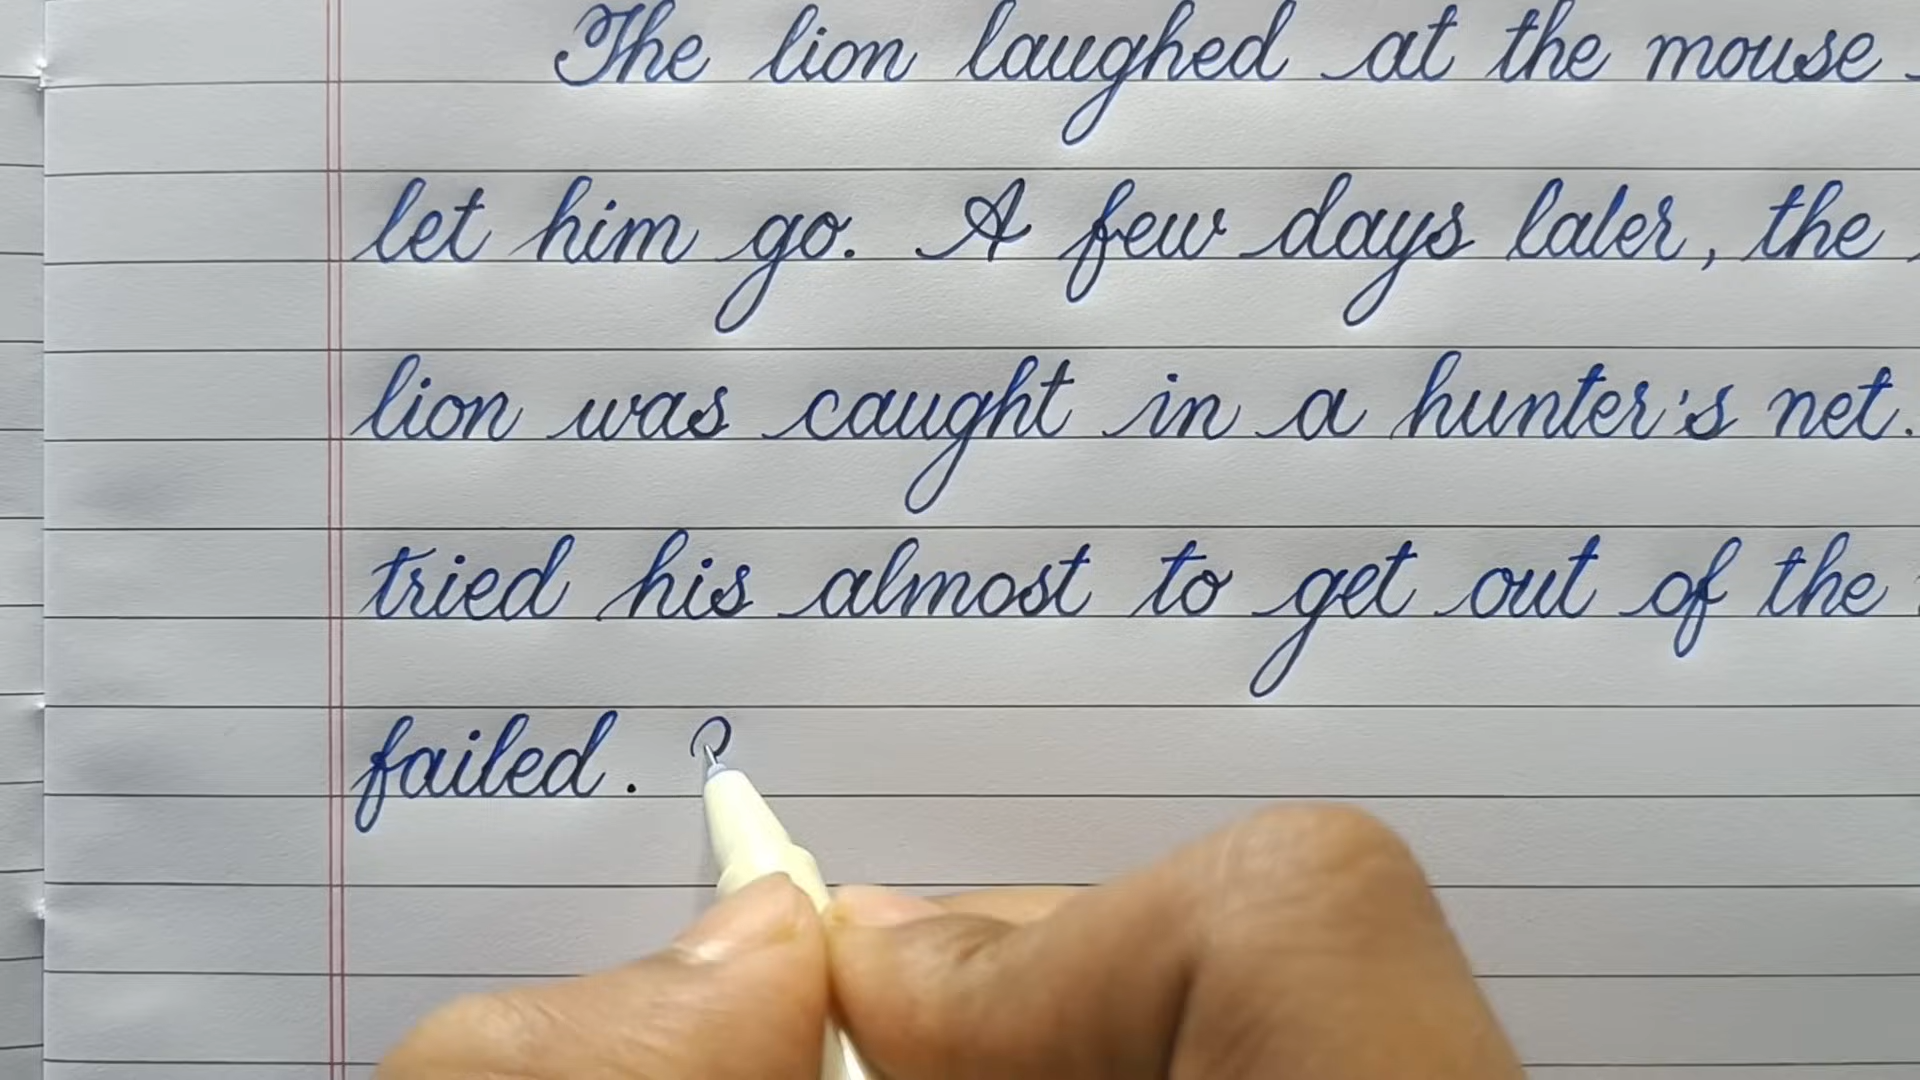 The lion laughed at the mouse
let him go. A few days later, the
lion was caught in a hunter's net.
tried his almost to get out of the
failed.